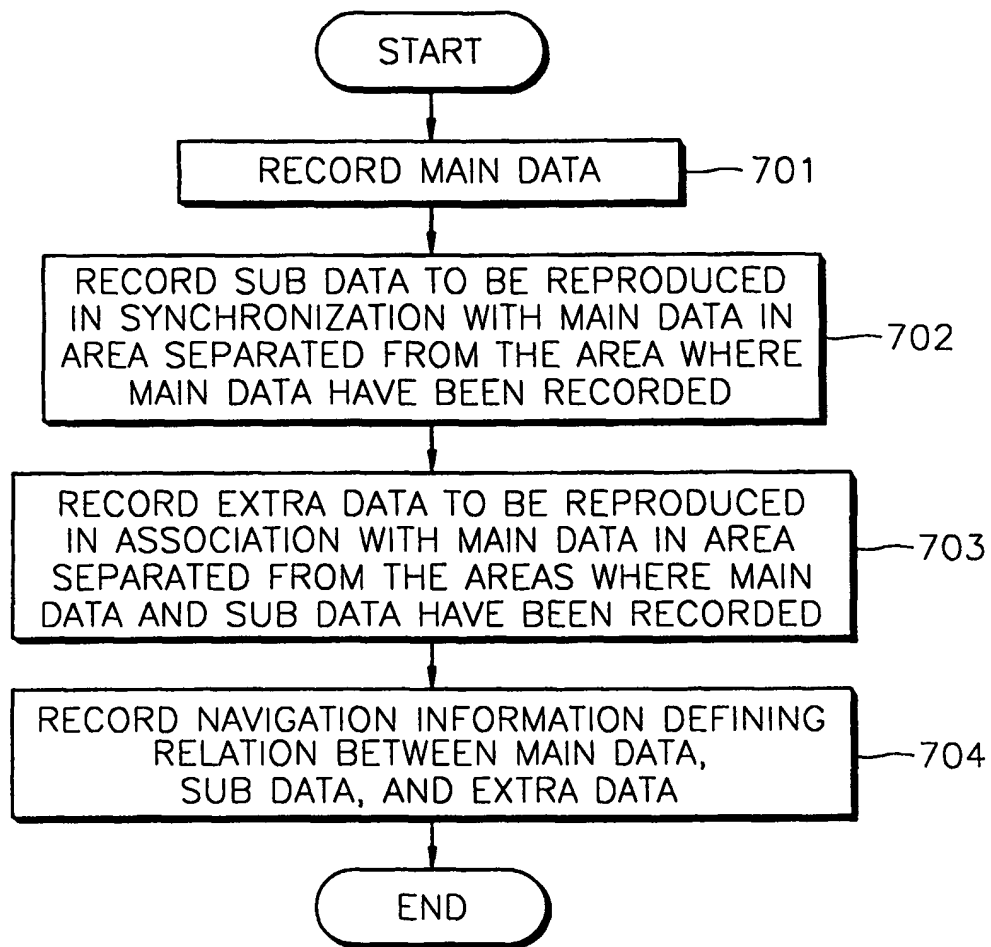 START
RECORD MAIN DATA
701
RECORD SUB DATA TO BE REPRODUCED
IN SYNCHRONIZATION WITH MAIN DATA IN
AREA SEPARATED FROM THE AREA WHERE
MAIN DATA HAVE BEEN RECORDED
702
RECORD EXTRA DATA TO BE REPRODUCED
IN ASSOCIATION WITH MAIN DATA IN AREA
SEPARATED FROM THE AREAS WHERE MAIN
DATA AND SUB DATA HAVE BEEN RECORDED
703
RECORD NAVIGATION INFORMATION DEFINING
RELATION BETWEEN MAIN DATA,
SUB DATA, AND EXTRA DATA
704
END